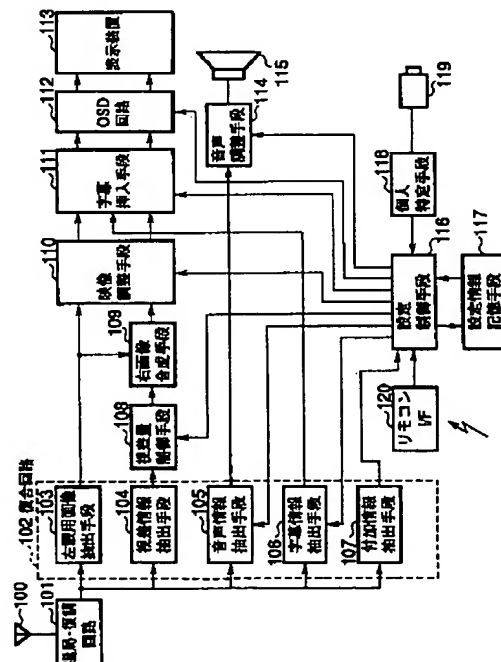 100
101
選局・復調
回路
102 復合回路
103
左眼用画像
抽出手段
104
視差情報
抽出手段
105
音声情報
抽出手段
106
字幕情報
抽出手段
107
付加情報
抽出手段
108
視差量
制御手段
109
右画像
合成手段
110
映像
調整手段
111
字幕
挿入手段
112
OSD
回路
113
表示装置
114
音声
調整手段
115
116
設定
制御手段
117
設定情報
記憶手段
118
個人
特定手段
119
120
リモコン
I/F